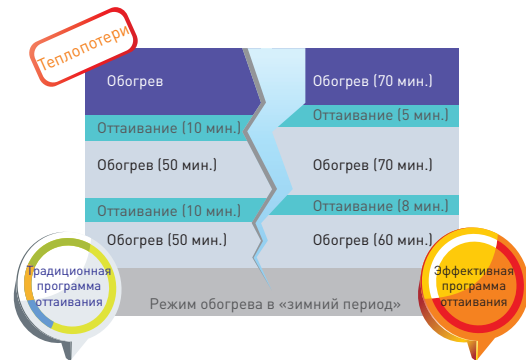 Теплопотери
Обогрев
Обогрев (70 мин.)
Оттаивание (10 мин.)
Оттаивание (5 мин.)
Обогрев (50 мин.)
Обогрев (70 мин.)
Оттаивание (10 мин.)
Оттаивание (8 мин.)
Обогрев (50 мин.)
Обогрев (60 мин.)
Традиционная
программа
оттаивания
Эффективная
программа
оттаивания
Режим обогрева в «зимний период»